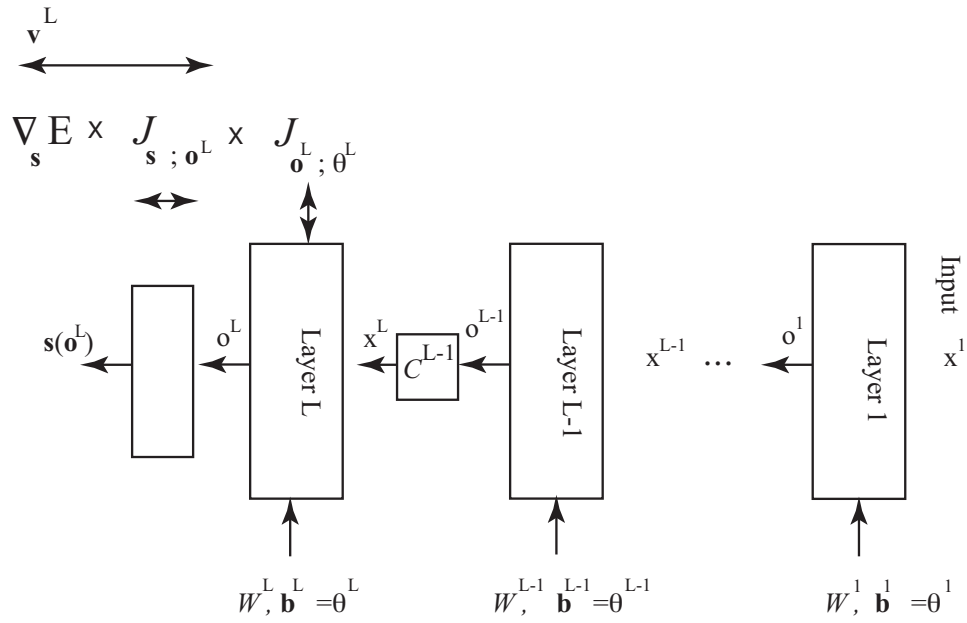 v^L
∇_s E x J_{s ; o^L} x J_{o^L ; θ^L}
s(o^L)
o^L
Layer L
x^L
C^{L-1}
o^{L-1}
Layer L-1
x^{L-1}
...
o^1
Layer 1
Input
x^1
W^L, b^L =θ^L
W^{L-1}, b^{L-1} =θ^{L-1}
W^1, b^1 =θ^1